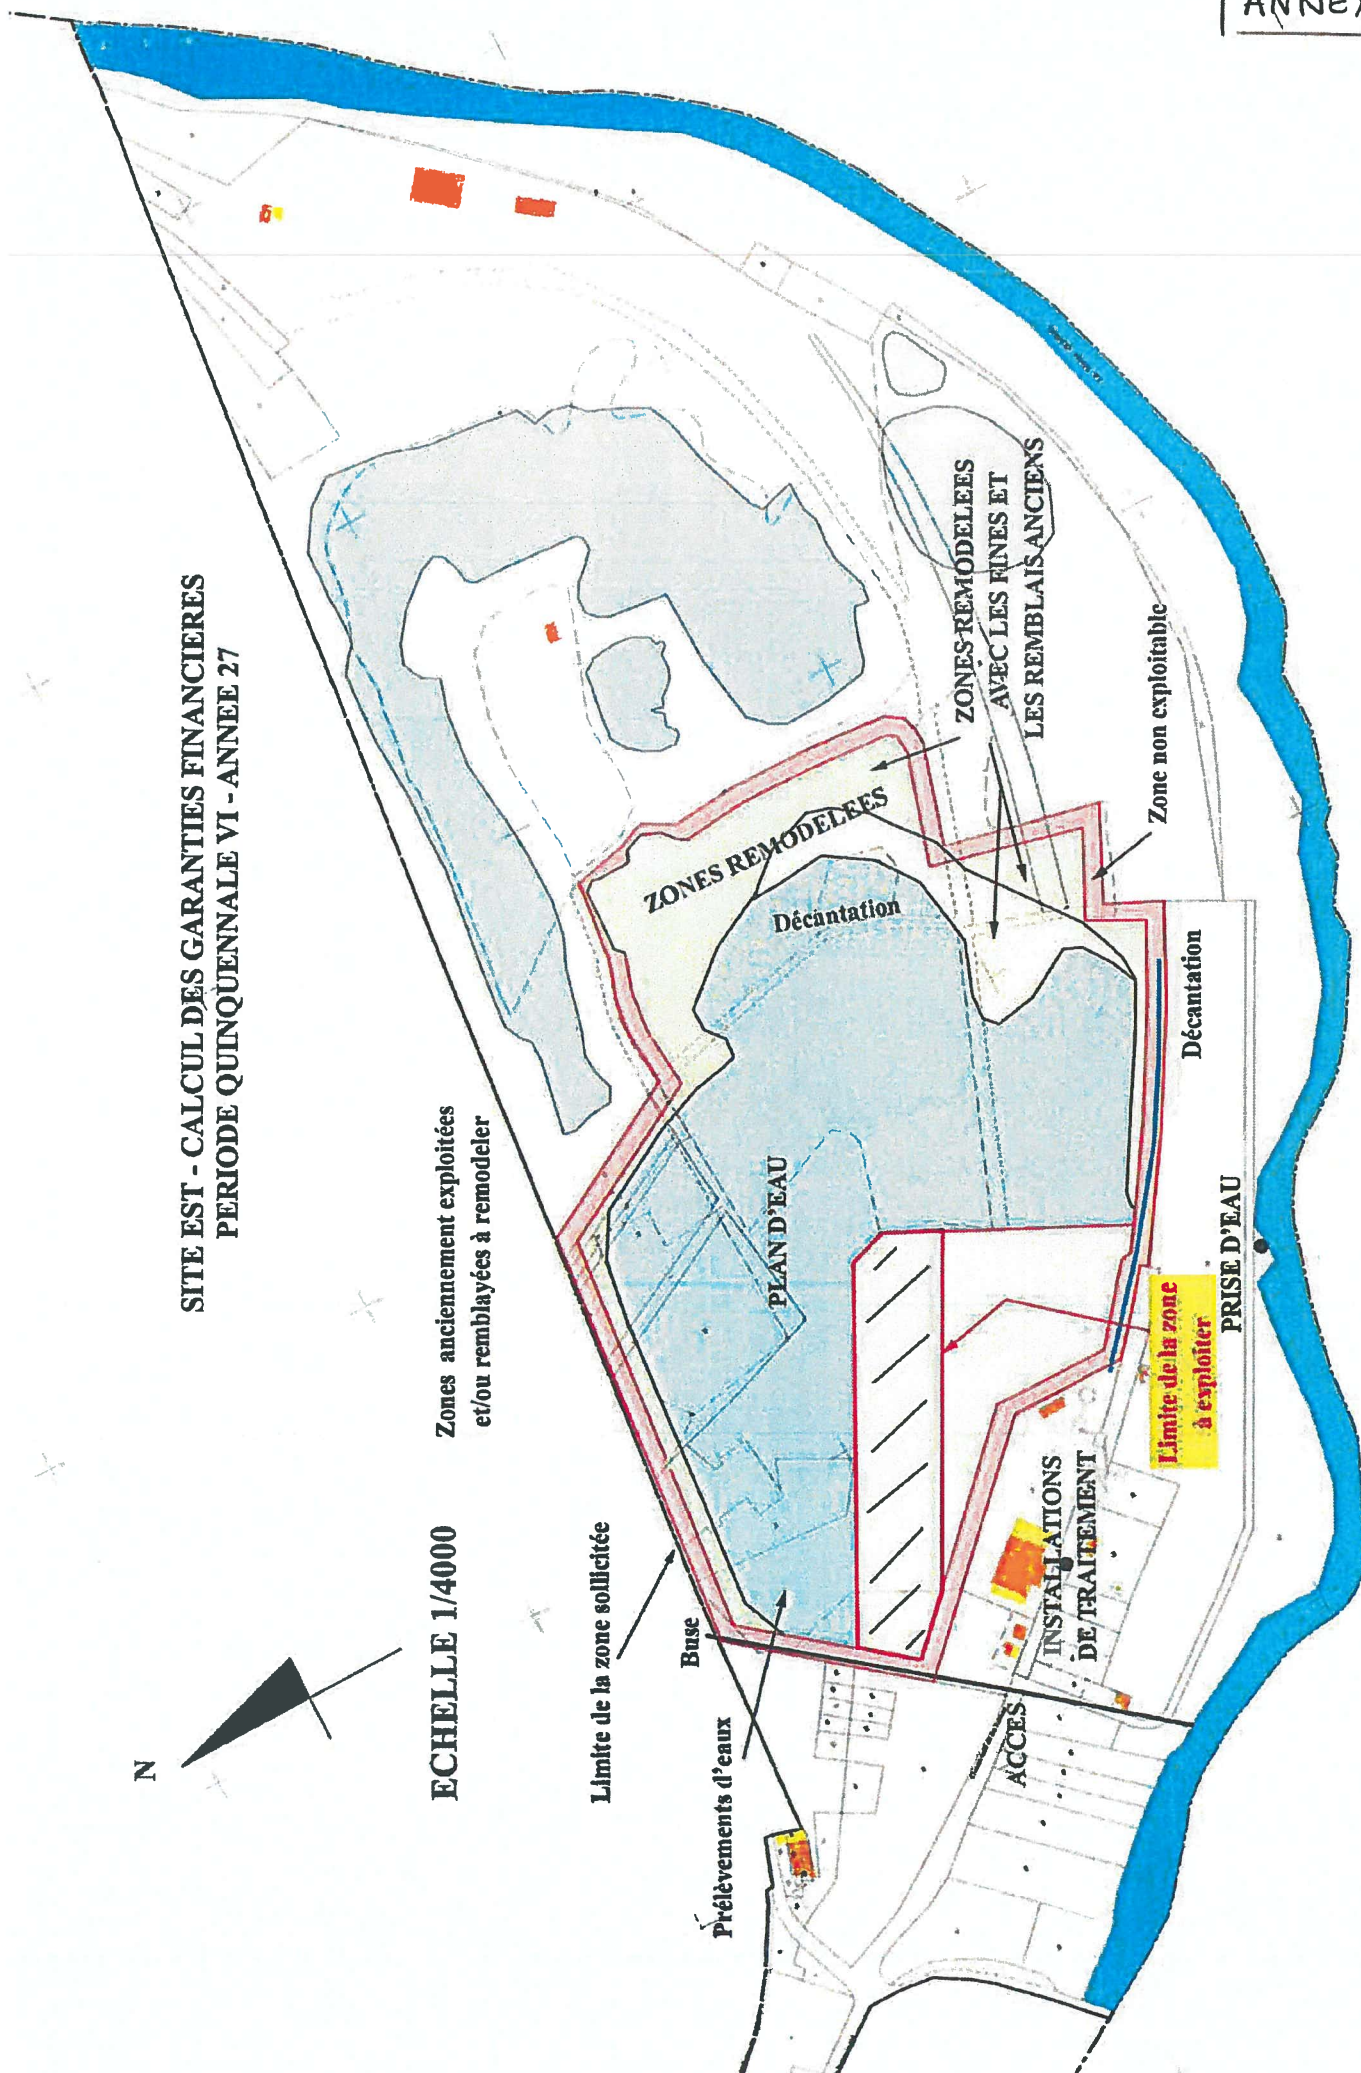 ANNEX
SITE EST - CALCUL DES GARANTIES FINANCIERES
PERIODE QUINQUENNALE VI - ANNEE 27
N
ECHELLE 1/4000
Zones anciennement exploitées
et/ou remblayées à remodeler
Limite de la zone sollicitée
Buse
Prélèvements d'eaux
PLAN D'EAU
ZONES REMODELEES
Décantation
ZONES REMODELEES
AVEC LES FINES ET
LES REMBLAIS ANCIENS
Zone non exploitable
Décantation
PRISE D'EAU
Limite de la zone
à exploiter
INSTALLATIONS
DE TRAITEMENT
ACCES